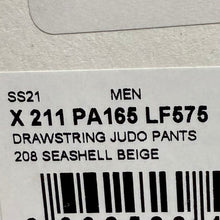 SS21 MEN
X 211 PA165 LF575
DRAWSTRING JUDO PANTS
208 SEASHELL BEIGE